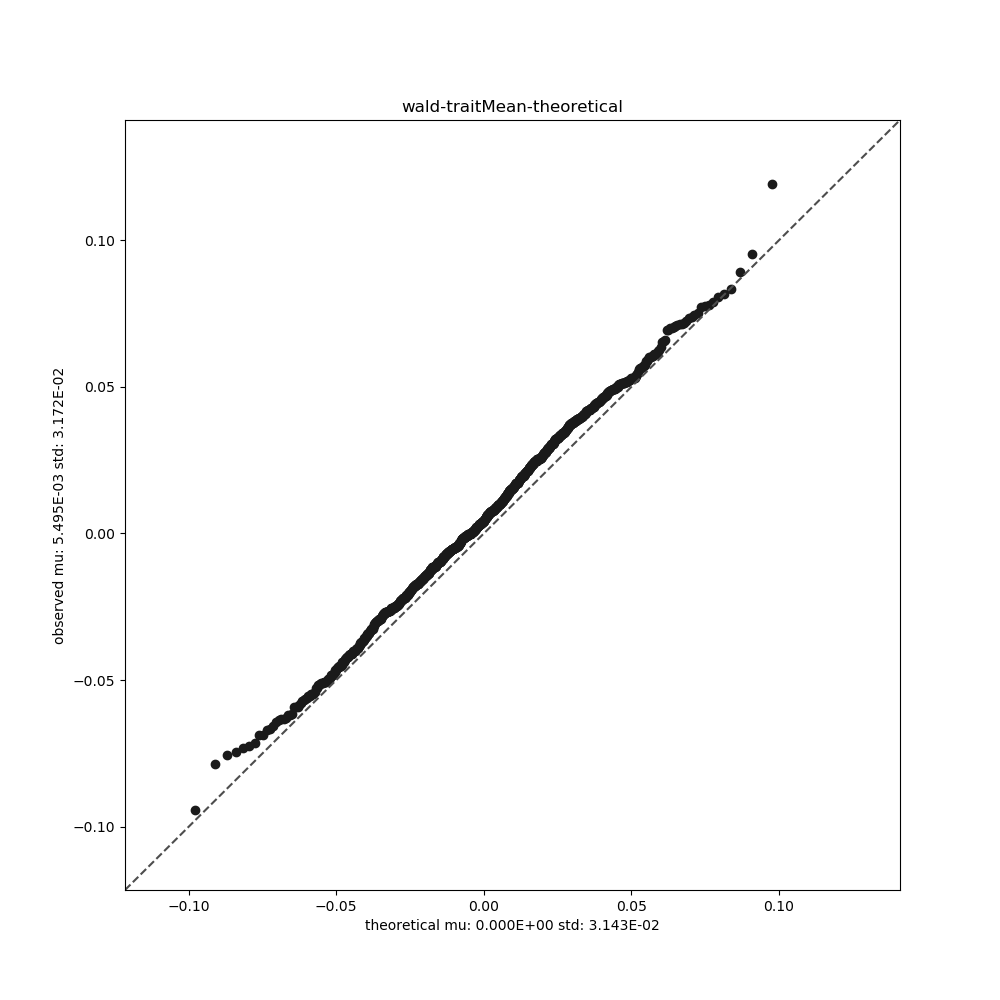 wald-traitMean-theoretical
0.10
0.05
0.00
−0.05
−0.10
observed mu: 5.495E-03 std: 3.172E-02
−0.10 −0.05 0.00 0.05 0.10
theoretical mu: 0.000E+00 std: 3.143E-02